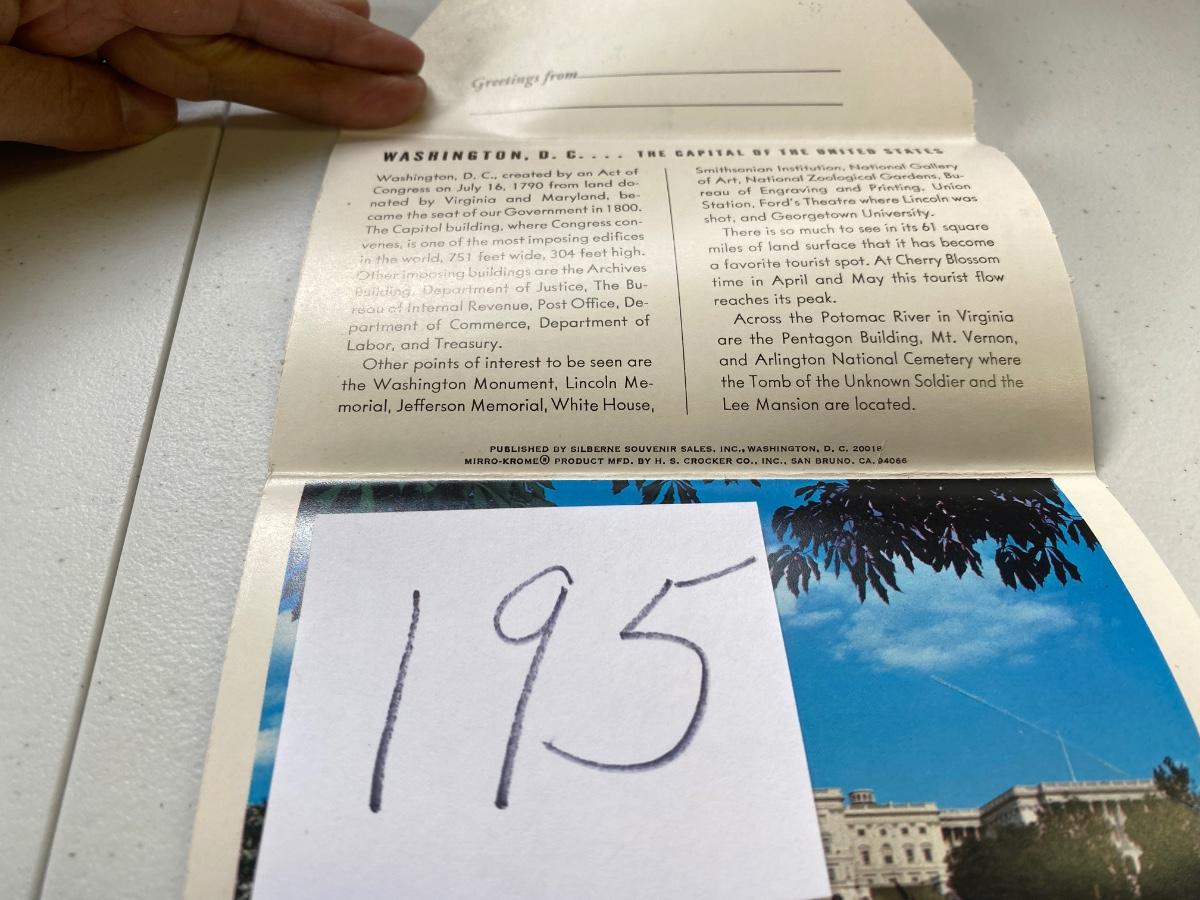 Greetings from
WASHINGTON, D. C. . . . . THE CAPITAL OF THE UNITED STATES
Washington, D. C., created by an Act of
Congress on July 16, 1790 from land do-
nated by Virginia and Maryland, be-
came the seat of our Government in 1800.
The Capitol building, where Congress con-
venes, is one of the most imposing edifices
in the world, 751 feet wide, 304 feet high.
Other imposing buildings are the Archives
Building, Department of Justice, The Bu-
reau of Internal Revenue, Post Office, De-
partment of Commerce, Department of
Labor, and Treasury.
Other points of interest to be seen are
the Washington Monument, Lincoln Me-
morial, Jefferson Memorial, White House,
Smithsonian Institution, National Gallery
of Art, National Zoological Gardens, Bu-
reau of Engraving and Printing, Union
Station, Ford's Theatre where Lincoln was
shot, and Georgetown University.
There is so much to see in its 61 square
miles of land surface that it has become
a favorite tourist spot. At Cherry Blossom
time in April and May this tourist flow
reaches its peak.
Across the Potomac River in Virginia
are the Pentagon Building, Mt. Vernon,
and Arlington National Cemetery where
the Tomb of the Unknown Soldier and the
Lee Mansion are located.
PUBLISHED BY SILBERNE SOUVENIR SALES, INC., WASHINGTON, D. C. 20018
MIRRO-KROME® PRODUCT MFD. BY H. S. CROCKER CO., INC., SAN BRUNO, CA. 94066
195